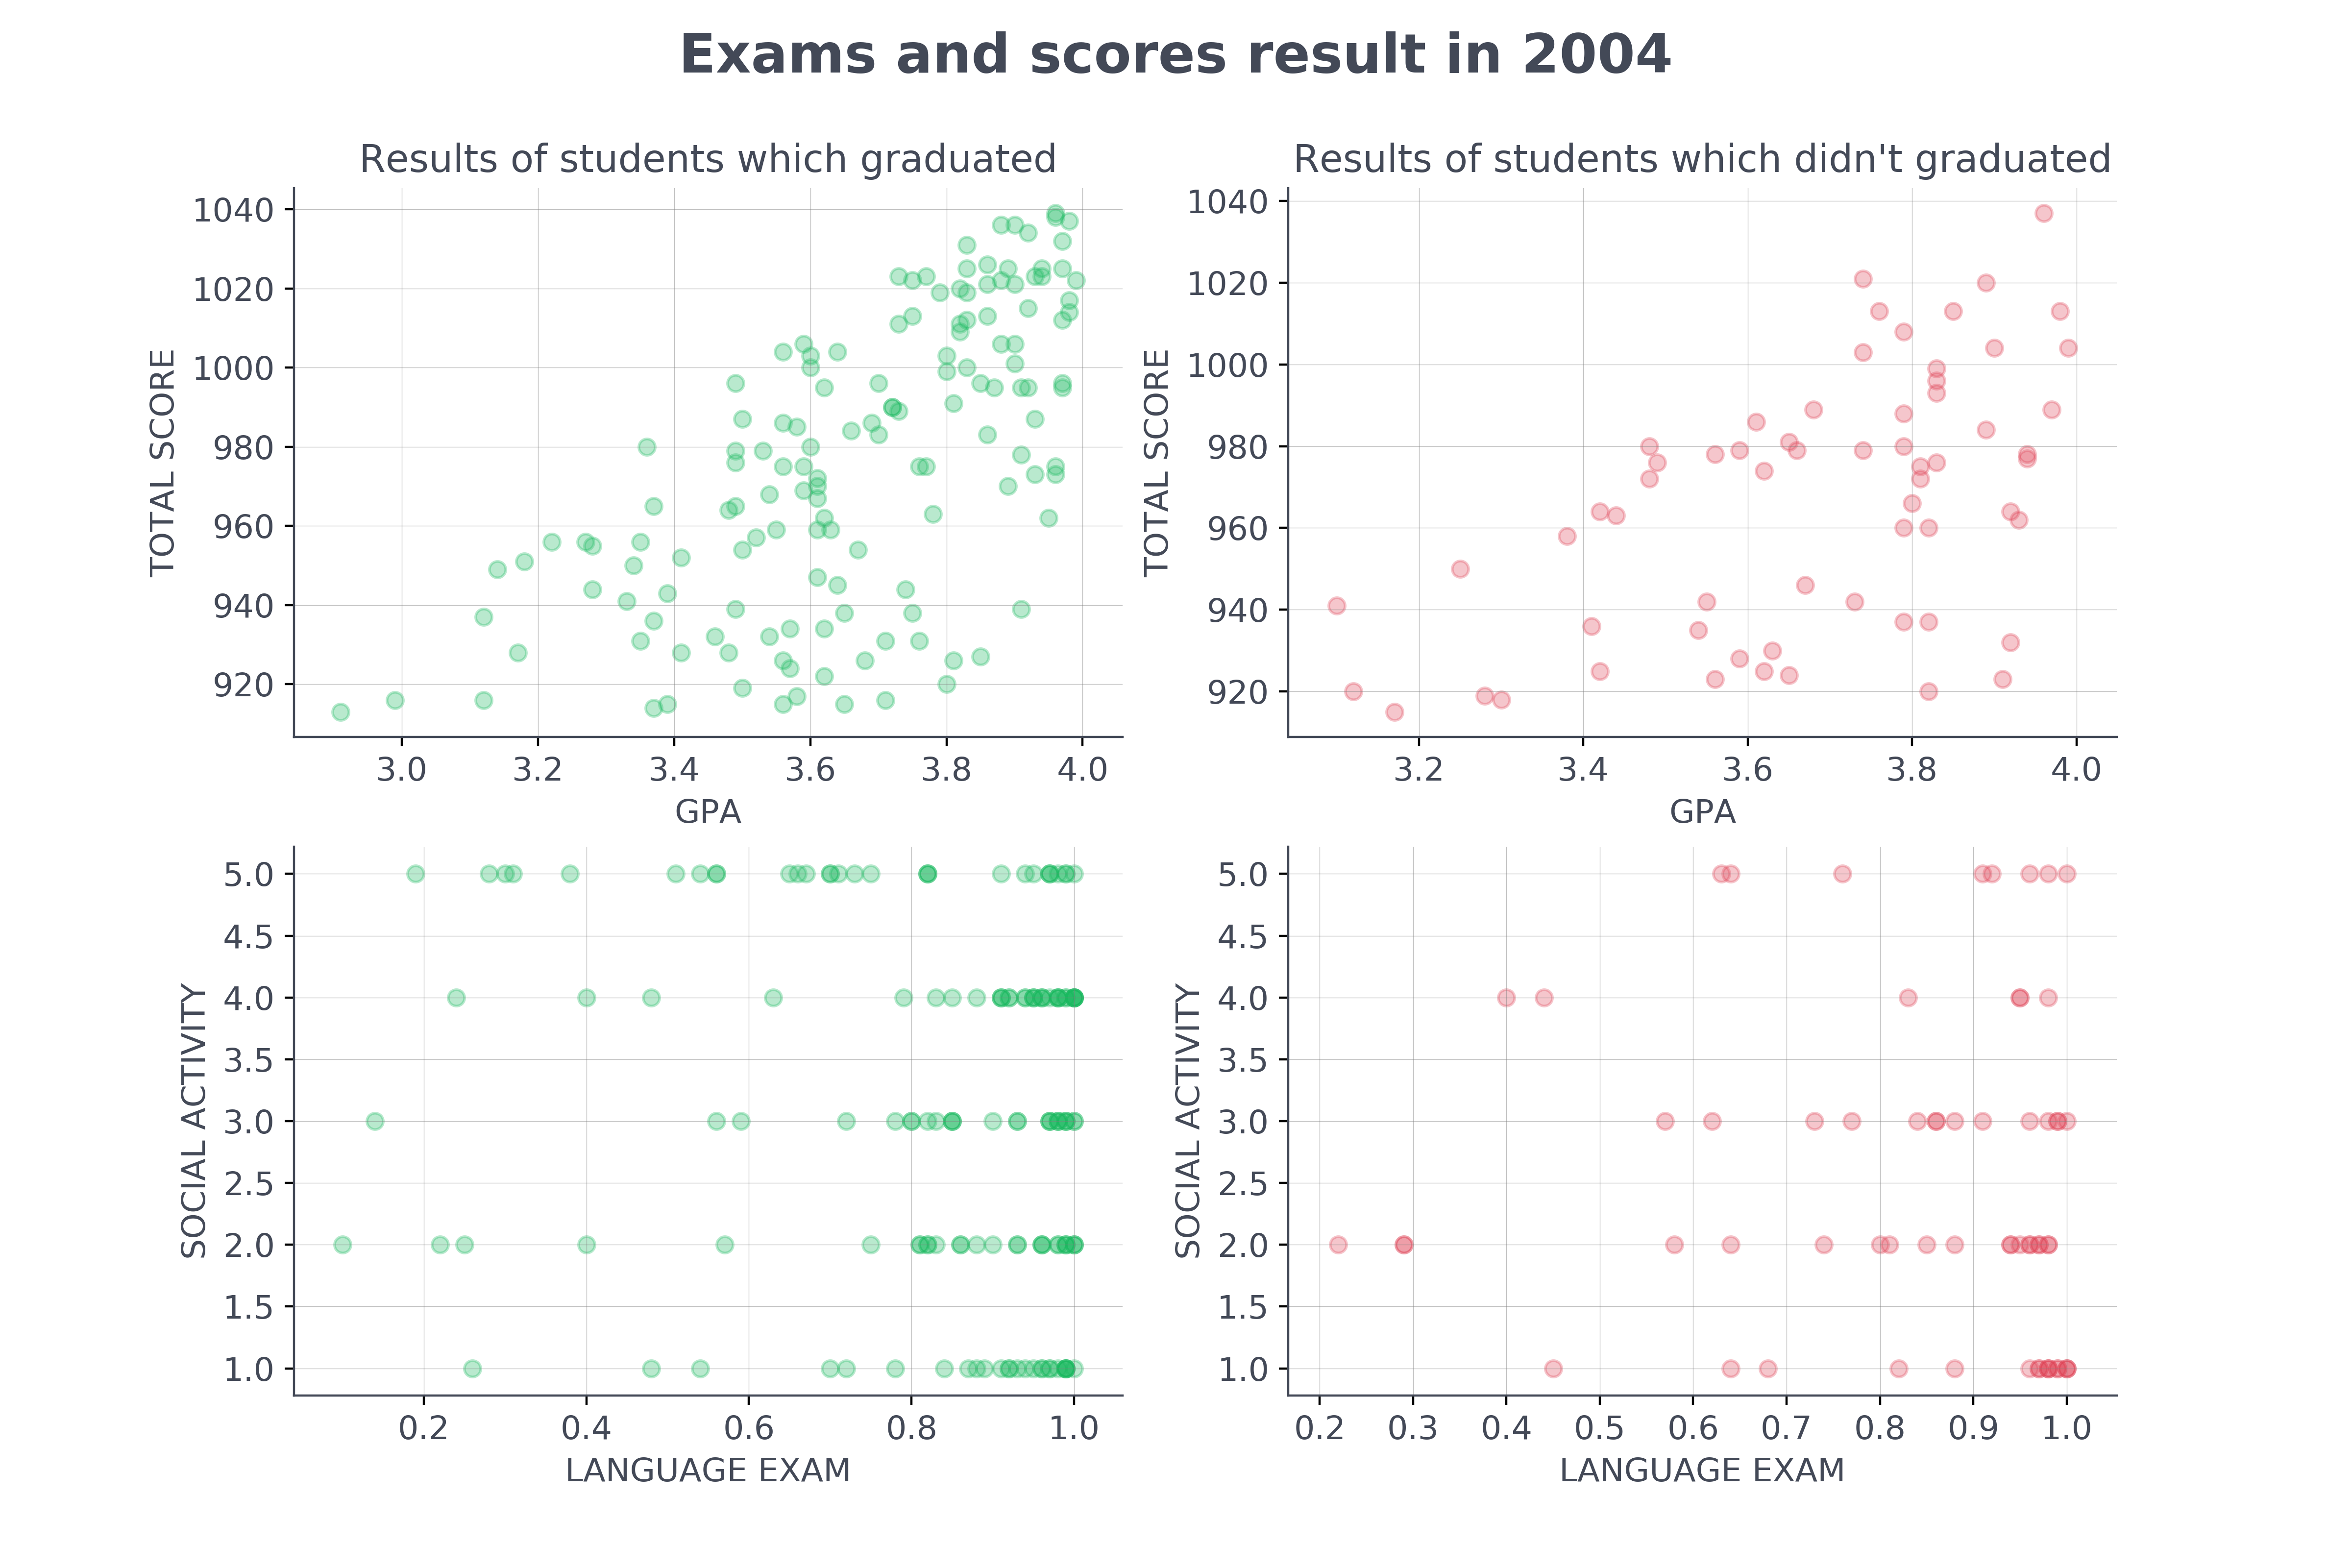 Exams and scores result in 2004
Results of students which graduated
1040
1020
1000
980
960
940
920
TOTAL SCORE
3.0 3.2 3.4 3.6 3.8 4.0
GPA
Results of students which didn't graduated
1040
1020
1000
980
960
940
920
TOTAL SCORE
3.2 3.4 3.6 3.8 4.0
GPA
5.0
4.5
4.0
3.5
3.0
2.5
2.0
1.5
1.0
SOCIAL ACTIVITY
0.2 0.4 0.6 0.8 1.0
LANGUAGE EXAM
5.0
4.5
4.0
3.5
3.0
2.5
2.0
1.5
1.0
SOCIAL ACTIVITY
0.2 0.3 0.4 0.5 0.6 0.7 0.8 0.9 1.0
LANGUAGE EXAM